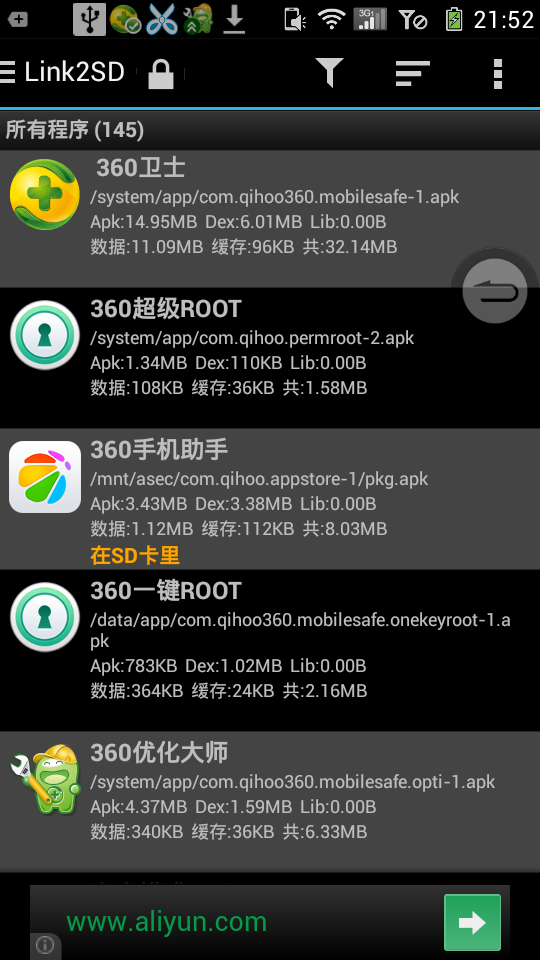 3G 1
21:52
Link2SD
所有程序 (145)
360卫士
/system/app/com.qihoo360.mobilesafe-1.apk
Apk:14.95MB Dex:6.01MB Lib:0.00B
数据:11.09MB 缓存:96KB 共:32.14MB
360超级ROOT
/system/app/com.qihoo.permroot-2.apk
Apk:1.34MB Dex:110KB Lib:0.00B
数据:108KB 缓存:36KB 共:1.58MB
360手机助手
/mnt/asec/com.qihoo.appstore-1/pkg.apk
Apk:3.43MB Dex:3.38MB Lib:0.00B
数据:1.12MB 缓存:112KB 共:8.03MB
在SD卡里
360一键ROOT
/data/app/com.qihoo360.mobilesafe.onekeyroot-1.a
pk
Apk:783KB Dex:1.02MB Lib:0.00B
数据:364KB 缓存:24KB 共:2.16MB
360优化大师
/system/app/com.qihoo360.mobilesafe.opti-1.apk
Apk:4.37MB Dex:1.59MB Lib:0.00B
数据:340KB 缓存:36KB 共:6.33MB
www.aliyun.com